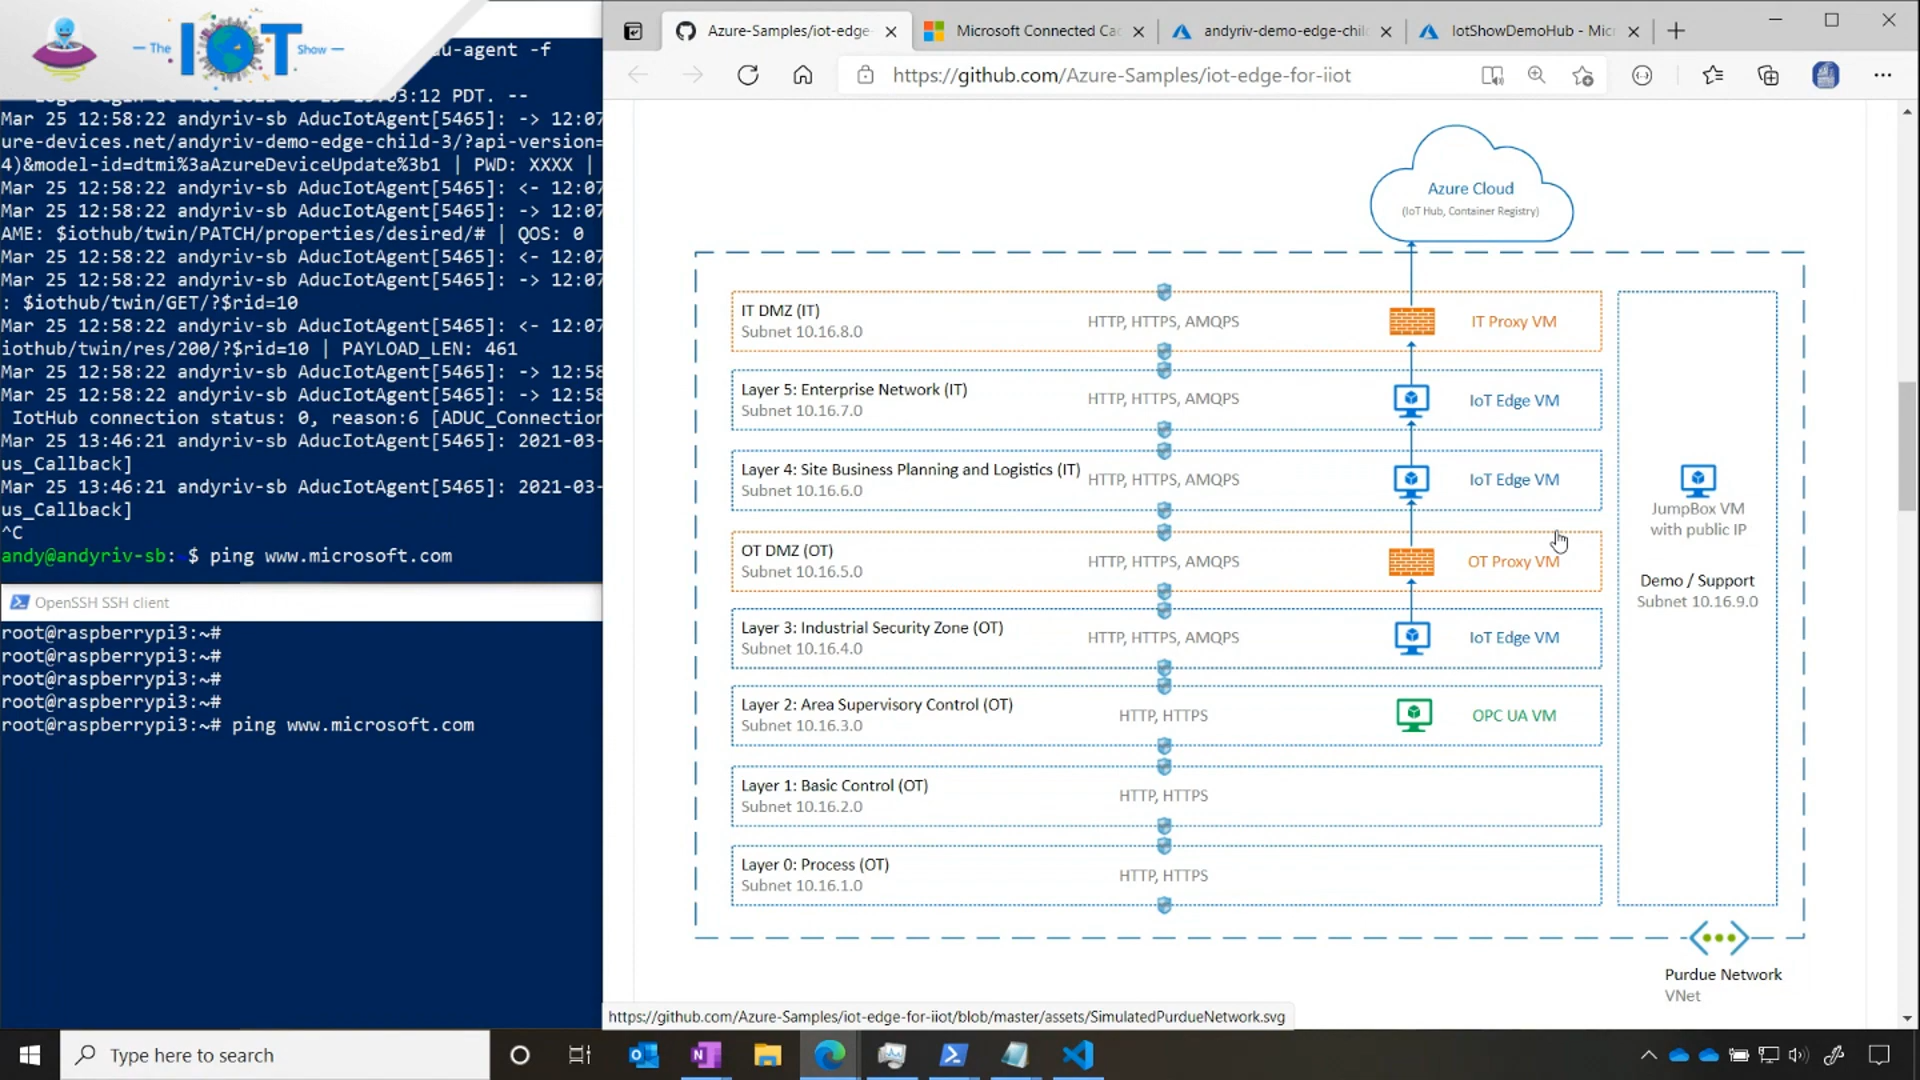 The IOT Show
du-agent -f
03:12 PDT. --
Mar 25 12:58:22 andyriv-sb AducIotAgent[5465]: -> 12:07
ure-devices.net/andyriv-demo-edge-child-3/?api-version=
4)&model-id=dtmi%3aAzureDeviceUpdate%3b1 | PWD: XXXX |
Mar 25 12:58:22 andyriv-sb AducIotAgent[5465]: <- 12:07
Mar 25 12:58:22 andyriv-sb AducIotAgent[5465]: -> 12:07
AME: $iothub/twin/PATCH/properties/desired/# | QOS: 0
Mar 25 12:58:22 andyriv-sb AducIotAgent[5465]: <- 12:07
Mar 25 12:58:22 andyriv-sb AducIotAgent[5465]: -> 12:07
: $iothub/twin/GET/?$rid=10
Mar 25 12:58:22 andyriv-sb AducIotAgent[5465]: <- 12:07
iothub/twin/res/200/?$rid=10 | PAYLOAD_LEN: 461
Mar 25 12:58:22 andyriv-sb AducIotAgent[5465]: -> 12:58
Mar 25 12:58:22 andyriv-sb AducIotAgent[5465]: -> 12:58
IotHub connection status: 0, reason:6 [ADUC_Connection
Mar 25 13:46:21 andyriv-sb AducIotAgent[5465]: 2021-03-
us_Callback]
Mar 25 13:46:21 andyriv-sb AducIotAgent[5465]: 2021-03-
us_Callback]
^C
andy@andyriv-sb: $ ping www.microsoft.com
OpenSSH SSH client
root@raspberrypi3:~#
root@raspberrypi3:~#
root@raspberrypi3:~#
root@raspberrypi3:~#
root@raspberrypi3:~# ping www.microsoft.com
Azure-Samples/iot-edge-
Microsoft Connected Ca
andyriv-demo-edge-chil
IotShowDemoHub - Micr
https://github.com/Azure-Samples/iot-edge-for-iiot
Azure Cloud
(IoT Hub, Container Registry)
IT DMZ (IT)
Subnet 10.16.8.0
HTTP, HTTPS, AMQPS
IT Proxy VM
Layer 5: Enterprise Network (IT)
Subnet 10.16.7.0
HTTP, HTTPS, AMQPS
IoT Edge VM
Layer 4: Site Business Planning and Logistics (IT)
Subnet 10.16.6.0
HTTP, HTTPS, AMQPS
IoT Edge VM
OT DMZ (OT)
Subnet 10.16.5.0
HTTP, HTTPS, AMQPS
OT Proxy VM
Layer 3: Industrial Security Zone (OT)
Subnet 10.16.4.0
HTTP, HTTPS, AMQPS
IoT Edge VM
Layer 2: Area Supervisory Control (OT)
Subnet 10.16.3.0
HTTP, HTTPS
OPC UA VM
Layer 1: Basic Control (OT)
Subnet 10.16.2.0
HTTP, HTTPS
Layer 0: Process (OT)
Subnet 10.16.1.0
HTTP, HTTPS
JumpBox VM
with public IP
Demo / Support
Subnet 10.16.9.0
Purdue Network
VNet
https://github.com/Azure-Samples/iot-edge-for-iiot/blob/master/assets/SimulatedPurdueNetwork.svg
Type here to search